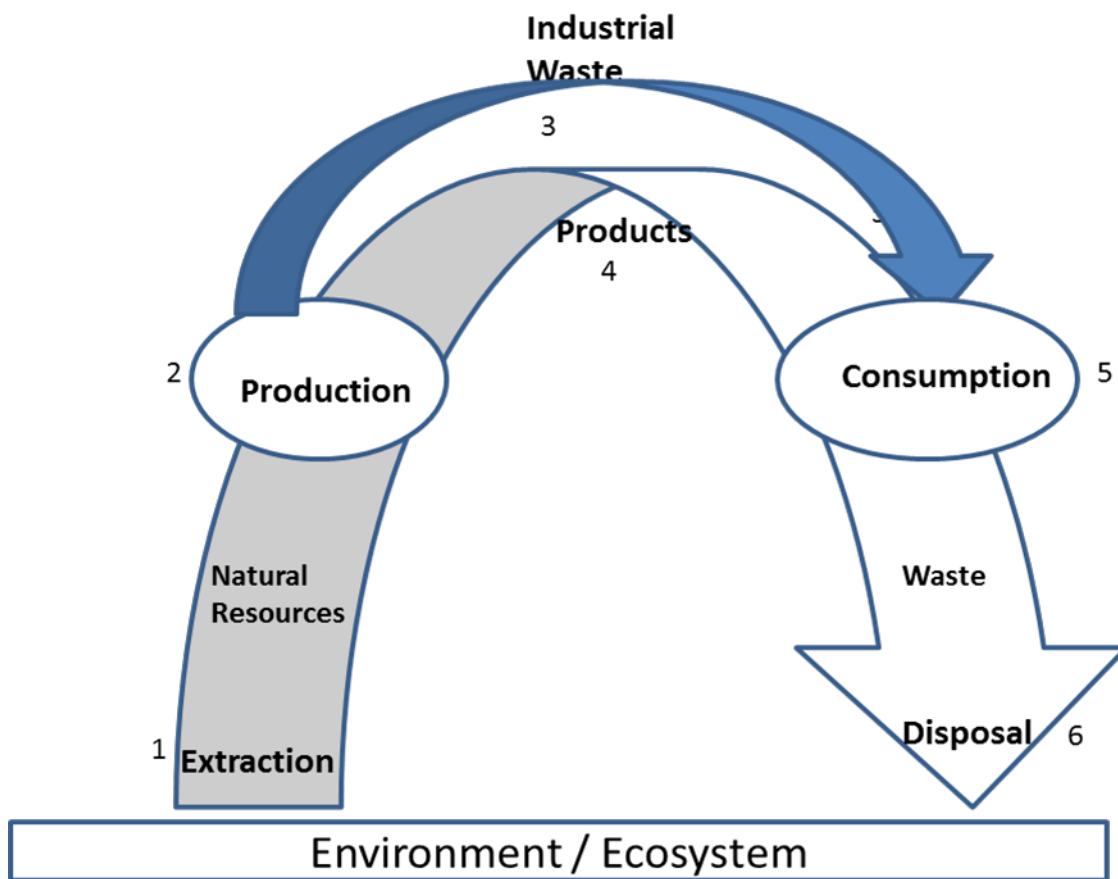 Industrial
Waste
3
Products
4
2
Production
Consumption
5
Natural
Resources
Waste
1
Extraction
Disposal
6
Environment / Ecosystem